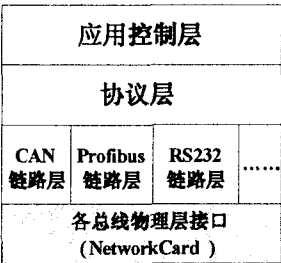 应用控制层
协议层
CAN
链路层
Profibus
链路层
RS232
链路层
……
各总线物理层接口
(NetworkCard )